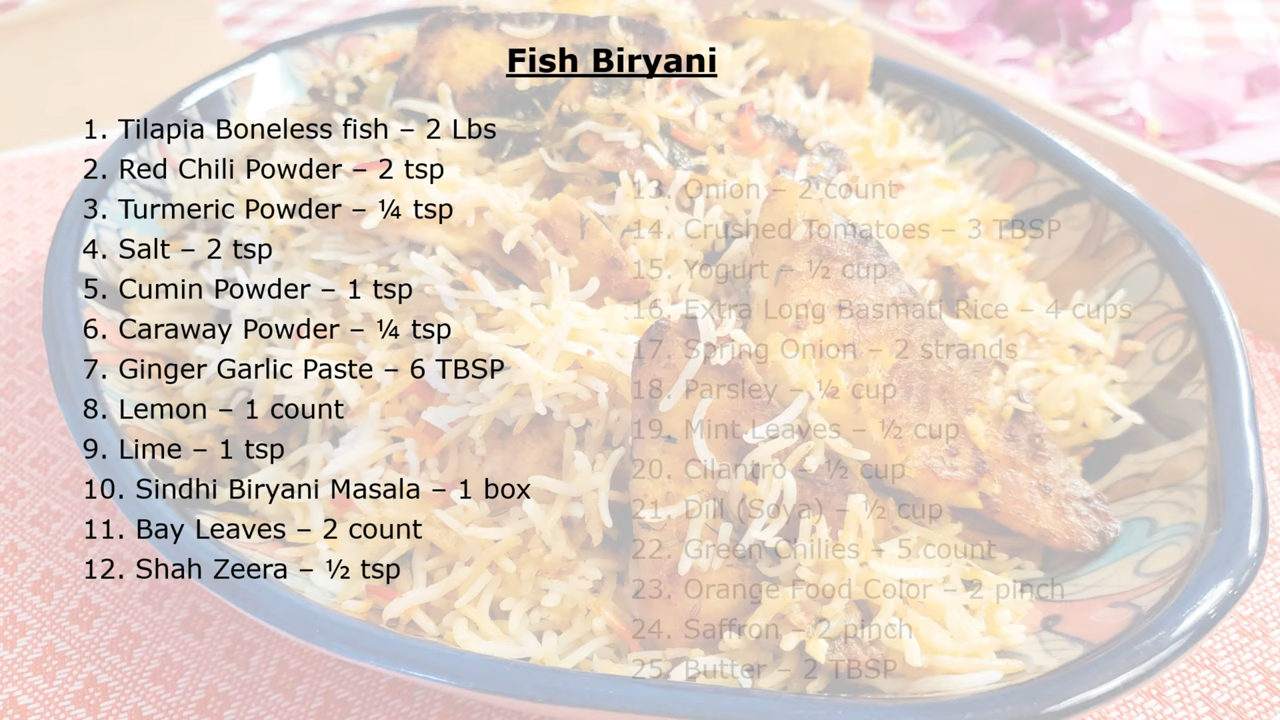 Fish Biryani
1. Tilapia Boneless fish – 2 Lbs
2. Red Chili Powder – 2 tsp
3. Turmeric Powder – ¼ tsp
4. Salt – 2 tsp
5. Cumin Powder – 1 tsp
6. Caraway Powder – ¼ tsp
7. Ginger Garlic Paste – 6 TBSP
8. Lemon – 1 count
9. Lime – 1 tsp
10. Sindhi Biryani Masala – 1 box
11. Bay Leaves – 2 count
12. Shah Zeera – ½ tsp
13. Onion – 2 count
14. Crushed Tomatoes – 3 TBSP
15. Yogurt – ½ cup
16. Extra Long Basmati Rice – 4 cups
17. Spring Onion – 2 strands
18. Parsley – ½ cup
19. Mint Leaves – ½ cup
20. Cilantro – ½ cup
21. Dill (Soya) – ½ cup
22. Green Chilies – 5 count
23. Orange Food Color – 2 pinch
24. Saffron – 2 pinch
25. Butter – 2 TBSP